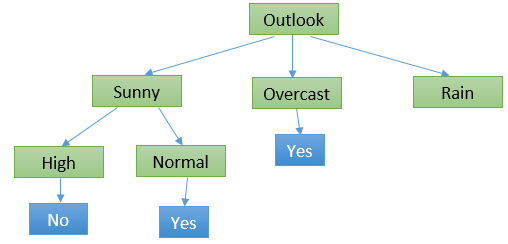 Outlook
Sunny
Overcast
Rain
High
Normal
Yes
No
Yes